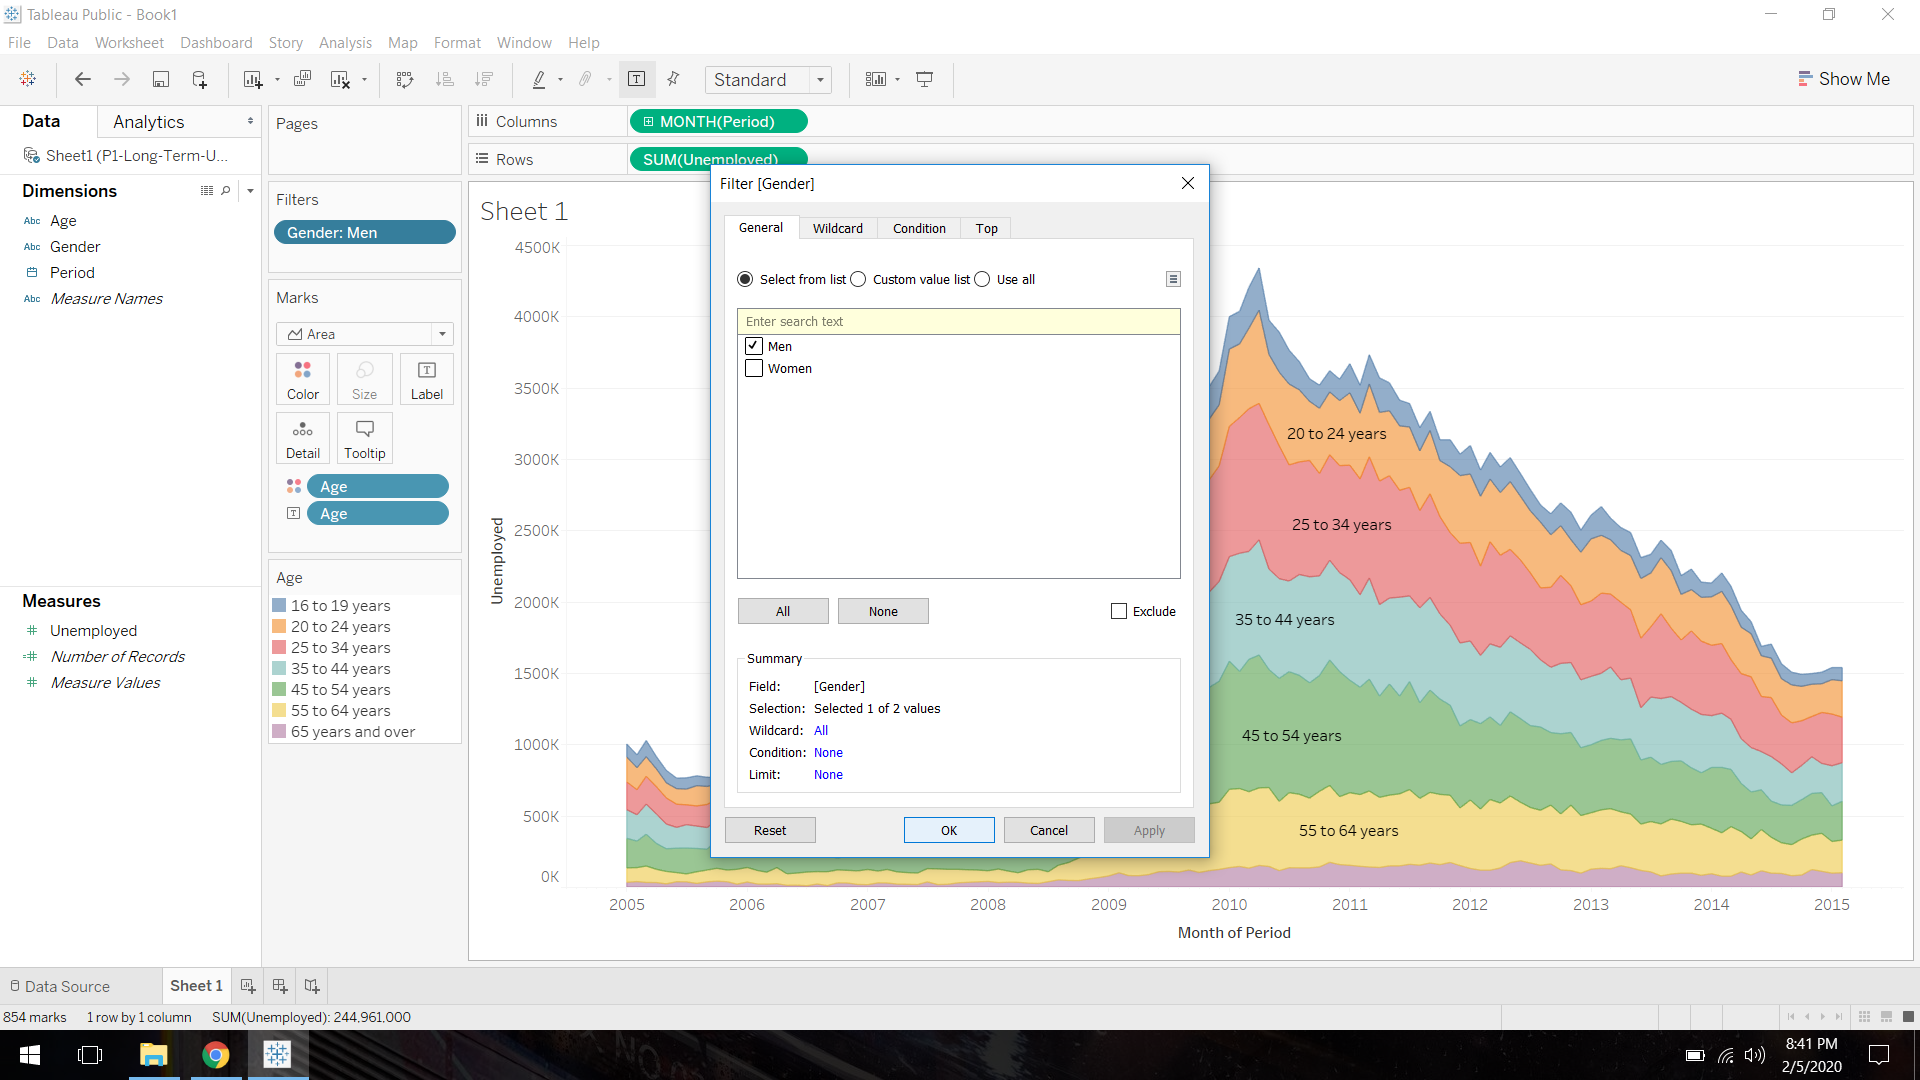 Tableau Public - Book1
File Data Worksheet Dashboard Story Analysis Map Format Window Help
Standard
Show Me
Data Analytics
Sheet1 (P1-Long-Term-U...
Dimensions
Abc Age
Abc Gender
Period
Abc Measure Names
Measures
# Unemployed
=# Number of Records
# Measure Values
Pages
Filters
Gender: Men
Marks
Area
Color Size Label
Detail Tooltip
Age
Age
Age
16 to 19 years
20 to 24 years
25 to 34 years
35 to 44 years
45 to 54 years
55 to 64 years
65 years and over
Columns MONTH(Period)
Rows SUM(Unemployed)
Sheet 1
4500K
4000K
3500K
3000K
2500K
2000K
1500K
1000K
500K
0K
Unemployed
20 to 24 years
25 to 34 years
35 to 44 years
45 to 54 years
55 to 64 years
2005 2006 2007 2008 2009 2010 2011 2012 2013 2014 2015
Month of Period
Filter [Gender]
General Wildcard Condition Top
Select from list Custom value list Use all
Enter search text
Men
Women
All None Exclude
Summary
Field: [Gender]
Selection: Selected 1 of 2 values
Wildcard: All
Condition: None
Limit: None
Reset OK Cancel Apply
Data Source Sheet 1
854 marks 1 row by 1 column SUM(Unemployed): 244,961,000
8:41 PM
2/5/2020